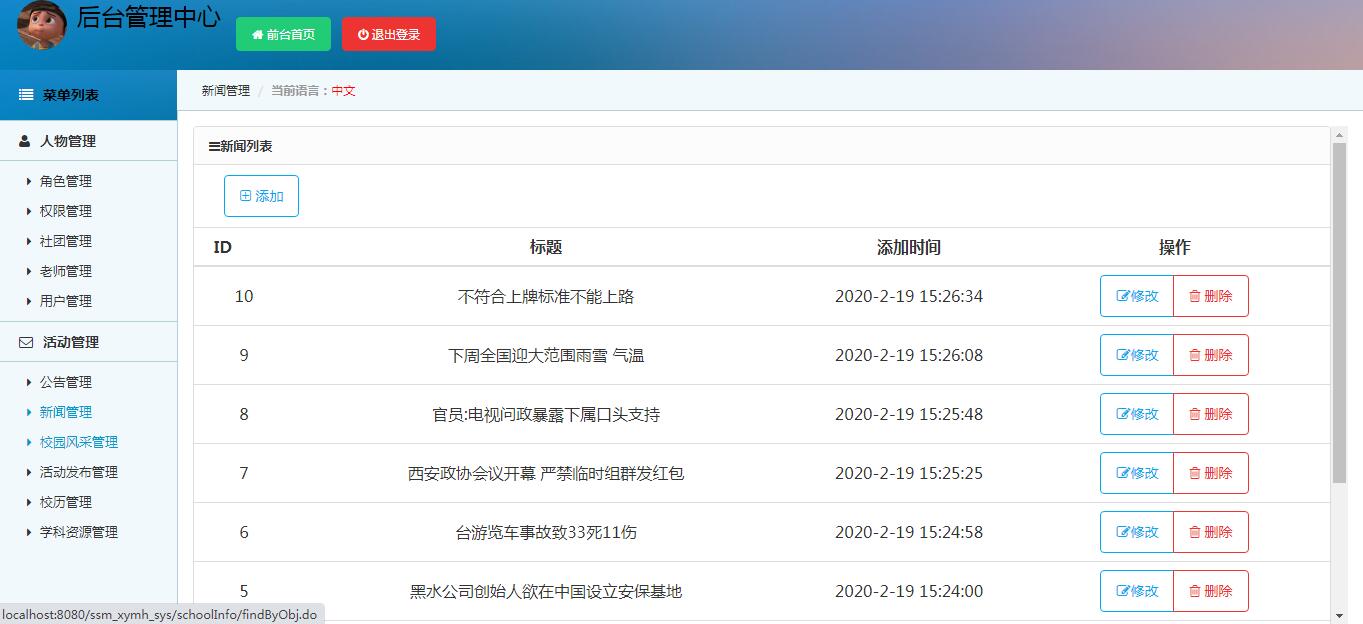 后台管理中心
前台首页 退出登录
菜单列表
新闻管理 / 当前语言：中文
人物管理
角色管理
权限管理
社团管理
老师管理
用户管理
活动管理
公告管理
新闻管理
校园风采管理
活动发布管理
校历管理
学科资源管理
新闻列表
添加
ID 标题 添加时间 操作
10 不符合上牌标准不能上路 2020-2-19 15:26:34 修改 删除
9 下周全国迎大范围雨雪 气温 2020-2-19 15:26:08 修改 删除
8 官员:电视问政暴露下属口头支持 2020-2-19 15:25:48 修改 删除
7 西安政协会议开幕 严禁临时组群发红包 2020-2-19 15:25:25 修改 删除
6 台游览车事故致33死11伤 2020-2-19 15:24:58 修改 删除
5 黑水公司创始人欲在中国设立安保基地 2020-2-19 15:24:00 修改 删除
localhost:8080/ssm_xymh_sys/schoolInfo/findByObj.do